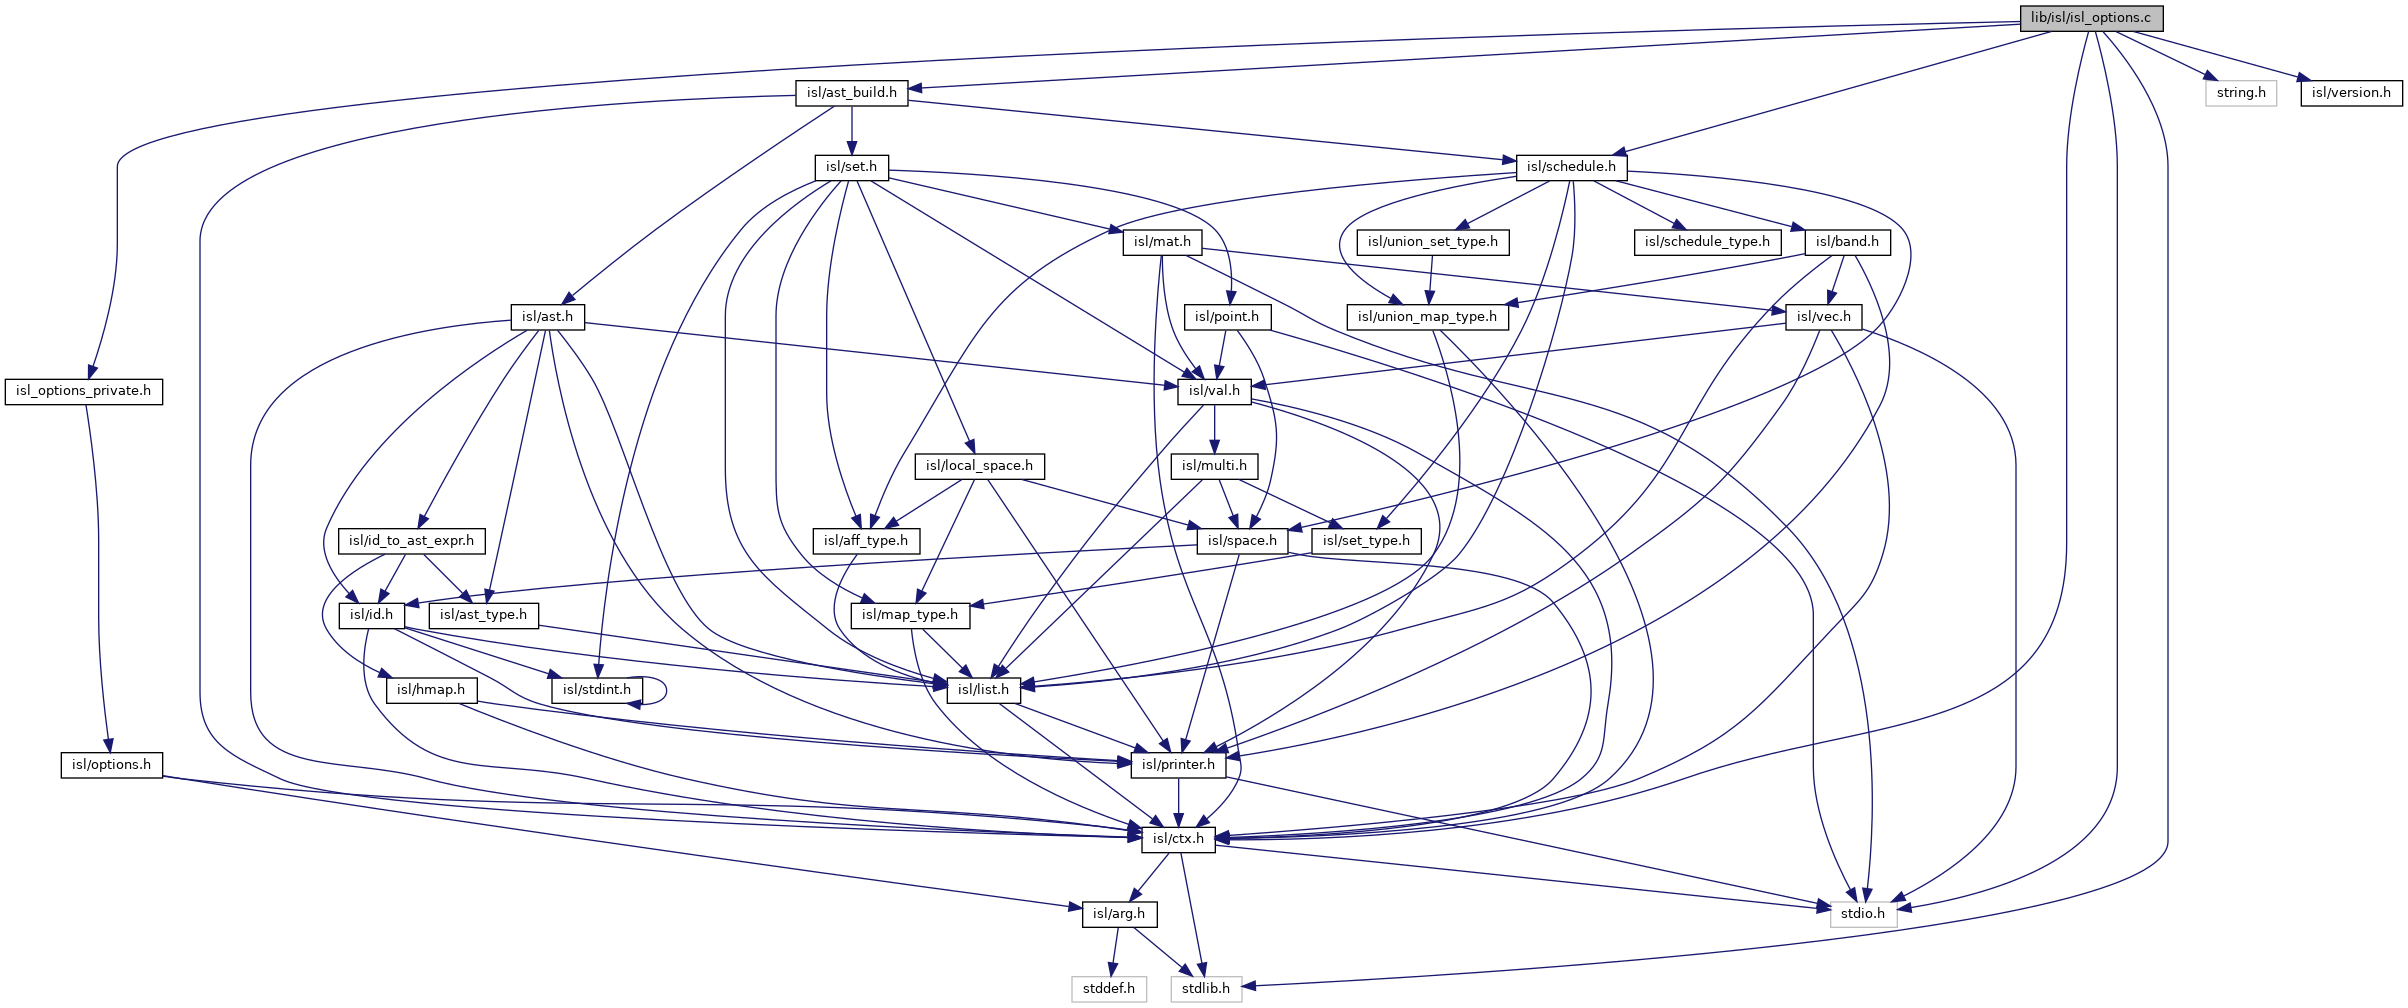 lib/isl/isl_options.c
isl/ast_build.h
string.h
isl/version.h
isl/set.h
isl/schedule.h
isl/mat.h
isl/union_set_type.h
isl/schedule_type.h
isl/band.h
isl/ast.h
isl/point.h
isl/union_map_type.h
isl/vec.h
isl_options_private.h
isl/val.h
isl/local_space.h
isl/multi.h
isl/id_to_ast_expr.h
isl/aff_type.h
isl/space.h
isl/set_type.h
isl/id.h
isl/ast_type.h
isl/map_type.h
isl/hmap.h
isl/stdint.h
isl/list.h
isl/options.h
isl/printer.h
isl/ctx.h
isl/arg.h
stdio.h
stddef.h
stdlib.h